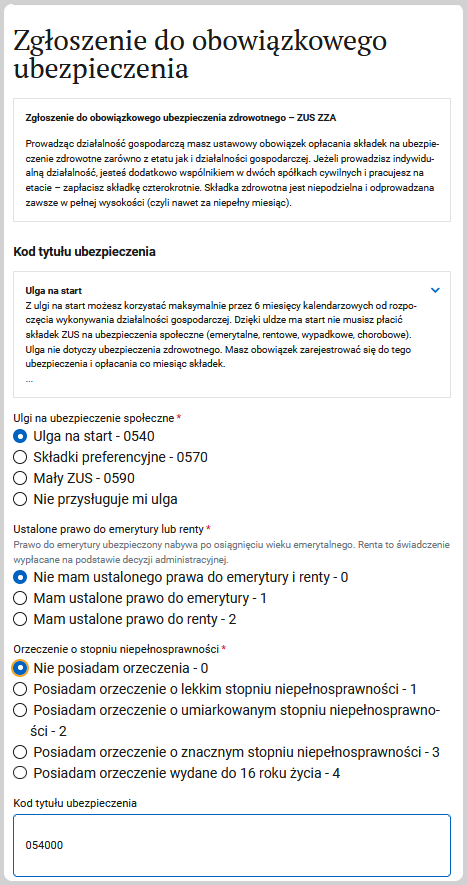 Zgłoszenie do obowiązkowego
ubezpieczenia
Zgłoszenie do obowiązkowego ubezpieczenia zdrowotnego – ZUS ZZA
Prowadząc działalność gospodarczą masz ustawowy obowiązek opłacania składek na ubezpie-
czenie zdrowotne zarówno z etatu jak i działalności gospodarczej. Jeżeli prowadzisz indywidu-
alną działalność, jesteś dodatkowo wspólnikiem w dwóch spółkach cywilnych i pracujesz na
etacie – zapłacisz składkę czterokrotnie. Składka zdrowotna jest niepodzielna i odprowadzana
zawsze w pełnej wysokości (czyli nawet za niepełny miesiąc).
Kod tytułu ubezpieczenia
Ulga na start
Z ulgi na start możesz korzystać maksymalnie przez 6 miesięcy kalendarzowych od rozpo-
częcia wykonywania działalności gospodarczej. Dzięki uldze ma start nie musisz płacić
składek ZUS na ubezpieczenia społeczne (emerytalne, rentowe, wypadkowe, chorobowe).
Ulga nie dotyczy ubezpieczenia zdrowotnego. Masz obowiązek zarejestrować się do tego
ubezpieczenia i opłacania co miesiąc składek.
...
Ulgi na ubezpieczenie społeczne *
Ulga na start - 0540
Składki preferencyjne - 0570
Mały ZUS - 0590
Nie przysługuje mi ulga
Ustalone prawo do emerytury lub renty *
Prawo do emerytury ubezpieczony nabywa po osiągnięciu wieku emerytalnego. Renta to świadczenie
wypłacane na podstawie decyzji administracyjnej.
Nie mam ustalonego prawa do emerytury i renty - 0
Mam ustalone prawo do emerytury - 1
Mam ustalone prawo do renty - 2
Orzeczenie o stopniu niepełnosprawności *
Nie posiadam orzeczenia - 0
Posiadam orzeczenie o lekkim stopniu niepełnosprawności - 1
Posiadam orzeczenie o umiarkowanym stopniu niepełnosprawno-
ści - 2
Posiadam orzeczenie o znacznym stopniu niepełnosprawności - 3
Posiadam orzeczenie wydane do 16 roku życia - 4
Kod tytułu ubezpieczenia
054000